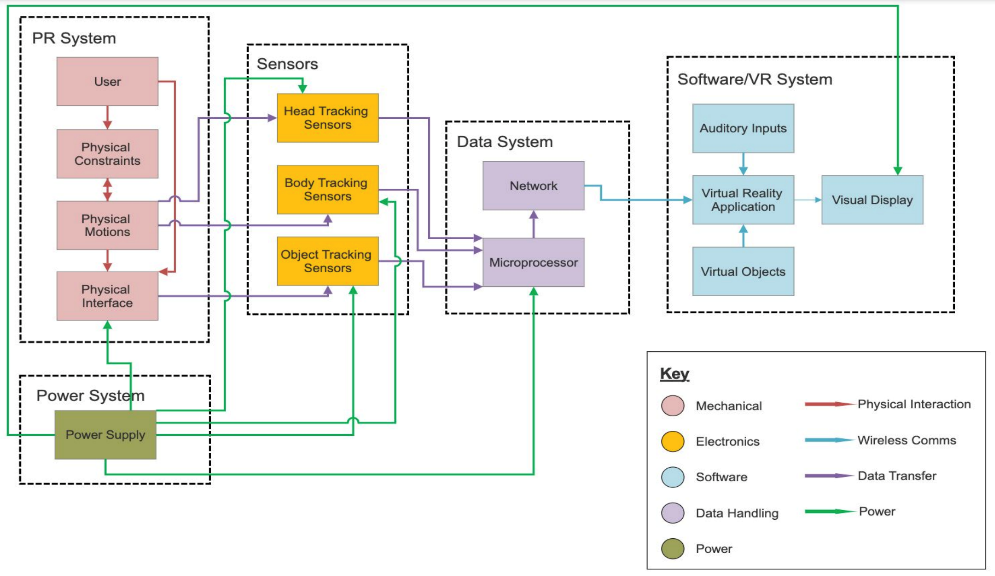 PR System
User
Physical
Constraints
Physical
Motions
Physical
Interface
Sensors
Head Tracking
Sensors
Body Tracking
Sensors
Object Tracking
Sensors
Data System
Network
Microprocessor
Software/VR System
Auditory Inputs
Virtual Reality
Application
Visual Display
Virtual Objects
Power System
Power Supply
Key
Mechanical
Physical Interaction
Electronics
Wireless Comms
Software
Data Transfer
Data Handling
Power
Power